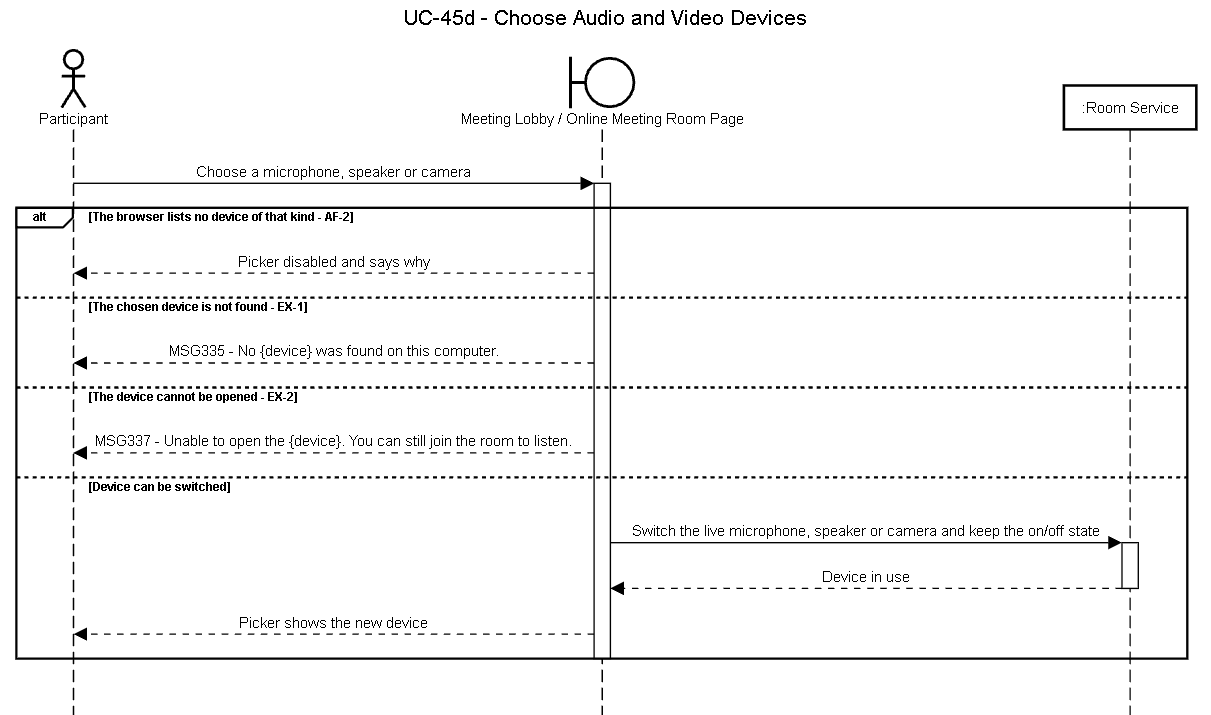 UC-45d - Choose Audio and Video Devices
Participant
Meeting Lobby / Online Meeting Room Page
:Room Service
Choose a microphone, speaker or camera
alt
[The browser lists no device of that kind - AF-2]
Picker disabled and says why
[The chosen device is not found - EX-1]
MSG335 - No {device} was found on this computer.
[The device cannot be opened - EX-2]
MSG337 - Unable to open the {device}. You can still join the room to listen.
[Device can be switched]
Switch the live microphone, speaker or camera and keep the on/off state
Device in use
Picker shows the new device